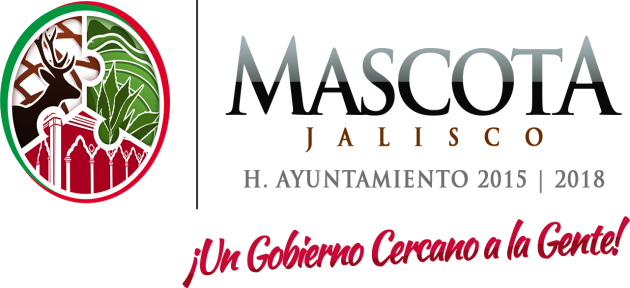 MASCOTA
JALISCO
H. AYUNTAMIENTO 2015 | 2018
¡Un Gobierno Cercano a la Gente!